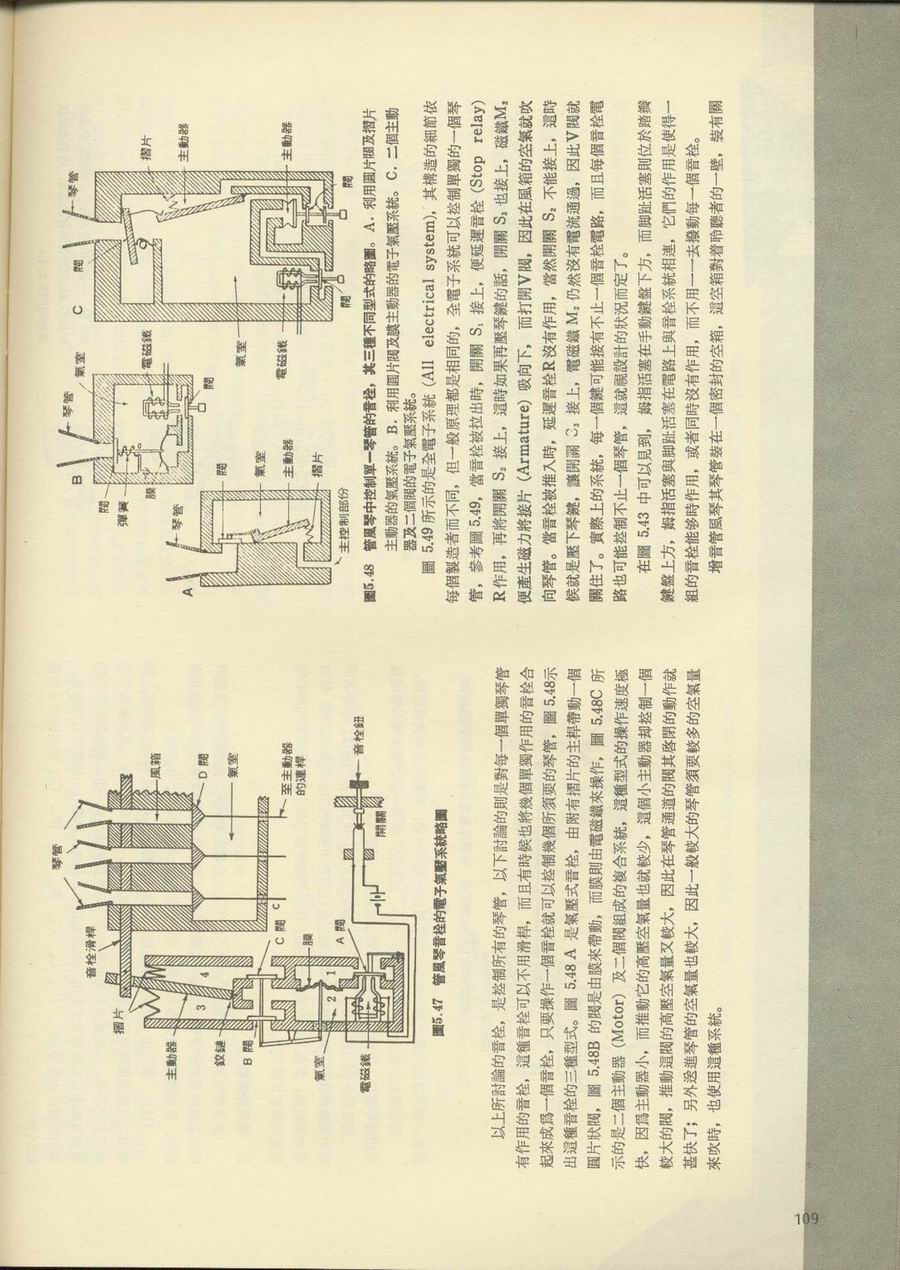 琴管
音栓滑桿
摺片
風箱
D 閥
氣室
主動器
鉸鏈
B 閥
C 閥
膜
A 閥
氣室
電磁鐵
至主動器
的連桿
音栓鈕
開關
1
2
3
4
c
圖5.47 管風琴音栓的電子氣壓系統略圖
以上所討論的音栓，是控制所有的琴管，以下討論的則是對每一個單獨琴管
有作用的音栓，這種音栓可以不用滑桿，而且有時候也將幾個單獨作用的音栓合
起來成爲一個音栓，只要操作一個音栓就可以控制幾個所須要的琴管，圖 5.48示
出這種音栓的三種型式。圖 5.48 A 是氣壓式音栓，由附有摺片的主桿帶動一個
圓片狀閥，圖 5.48B 的閥是由膜來帶動，而膜則由電磁鐵來操作，圖 5.48C 所
示的是二個主動器 (Motor) 及二個閥組成的複合系統，這種型式的操作速度極
快，因爲主動器小，而推動它的高壓空氣量也就較少，這個小主動器却控制一個
較大的閥，推動這閥的高壓空氣量又較大，因此在琴管通道的閥其啓閉的動作就
甚快了；另外送進琴管的空氣量也較大，因此一般較大的琴管須要較多的空氣量
來吹時，也使用這種系統。
A
琴管
閥
氣室
主動器
摺片
主控制部份
B
琴管
氣室
電磁鐵
閥
彈簧
膜
閥
C
琴管
閥
摺片
主動器
氣室
電磁鐵
主動器
閥
閥
圖5.48 管風琴中控制單一琴管的音栓，其三種不同型式的略圖。A．利用圓片閥及摺片
主動器的氣壓系統。B．利用圓片閥及膜主動器的電子氣壓系統。C．二個主動
器及二個閥的電子氣壓系統。
圖 5,49 所示的是全電子系統 (All electrical system)，其構造的細節依
每個製造者而不同，但一般原理都是相同的，全電子系統可以控制單獨的一個琴
管，參考圖 5,49，當音栓被拉出時，開關 S₁ 接上，便延遲音栓 (Stop relay)
R作用，再將開關 S₂ 接上，這時如果再壓琴鍵的話，開關 S₃ 也接上，磁鐵M₂
便產生磁力將接片 (Armature) 吸向下，而打開V閥，因此在風箱的空氣就吹
向琴管。當音栓被推入時，延遲音栓R沒有作用，當然開關 S₂ 不能接上，這時
候就是壓下琴鍵，讓開關 S₃ 接上，電磁鐵 M₂ 仍然沒有電流通過，因此V閥就
關住了。實際上的系統，每一個鍵可能接有不止一個音栓電路，而且每個音栓電
路也可能控制不止一個琴管，這就視設計的狀況而定了。
在圖 5.43 中可以見到，姆指活塞在手動鍵盤下方，而脚趾活塞則位於踏瓣
鍵盤上方，姆指活塞與脚趾活塞在電路上與音栓系統相連，它們的作用是使得一
組的音栓能够時作用，或者同時沒有作用，而不用一一去撥動每一個音栓。
增音管風琴其琴管裝在一個密封的空箱，這空箱對着聆聽者的一壁，裝有關
109